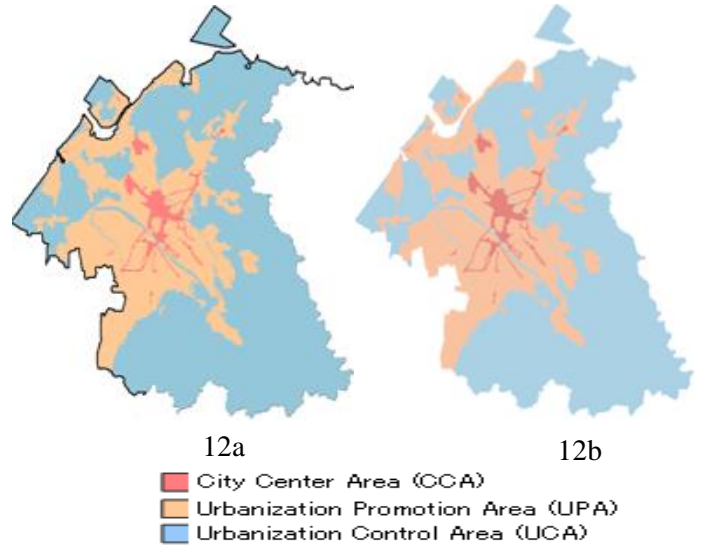 12a
12b
City Center Area (CCA)
Urbanization Promotion Area (UPA)
Urbanization Control Area (UCA)